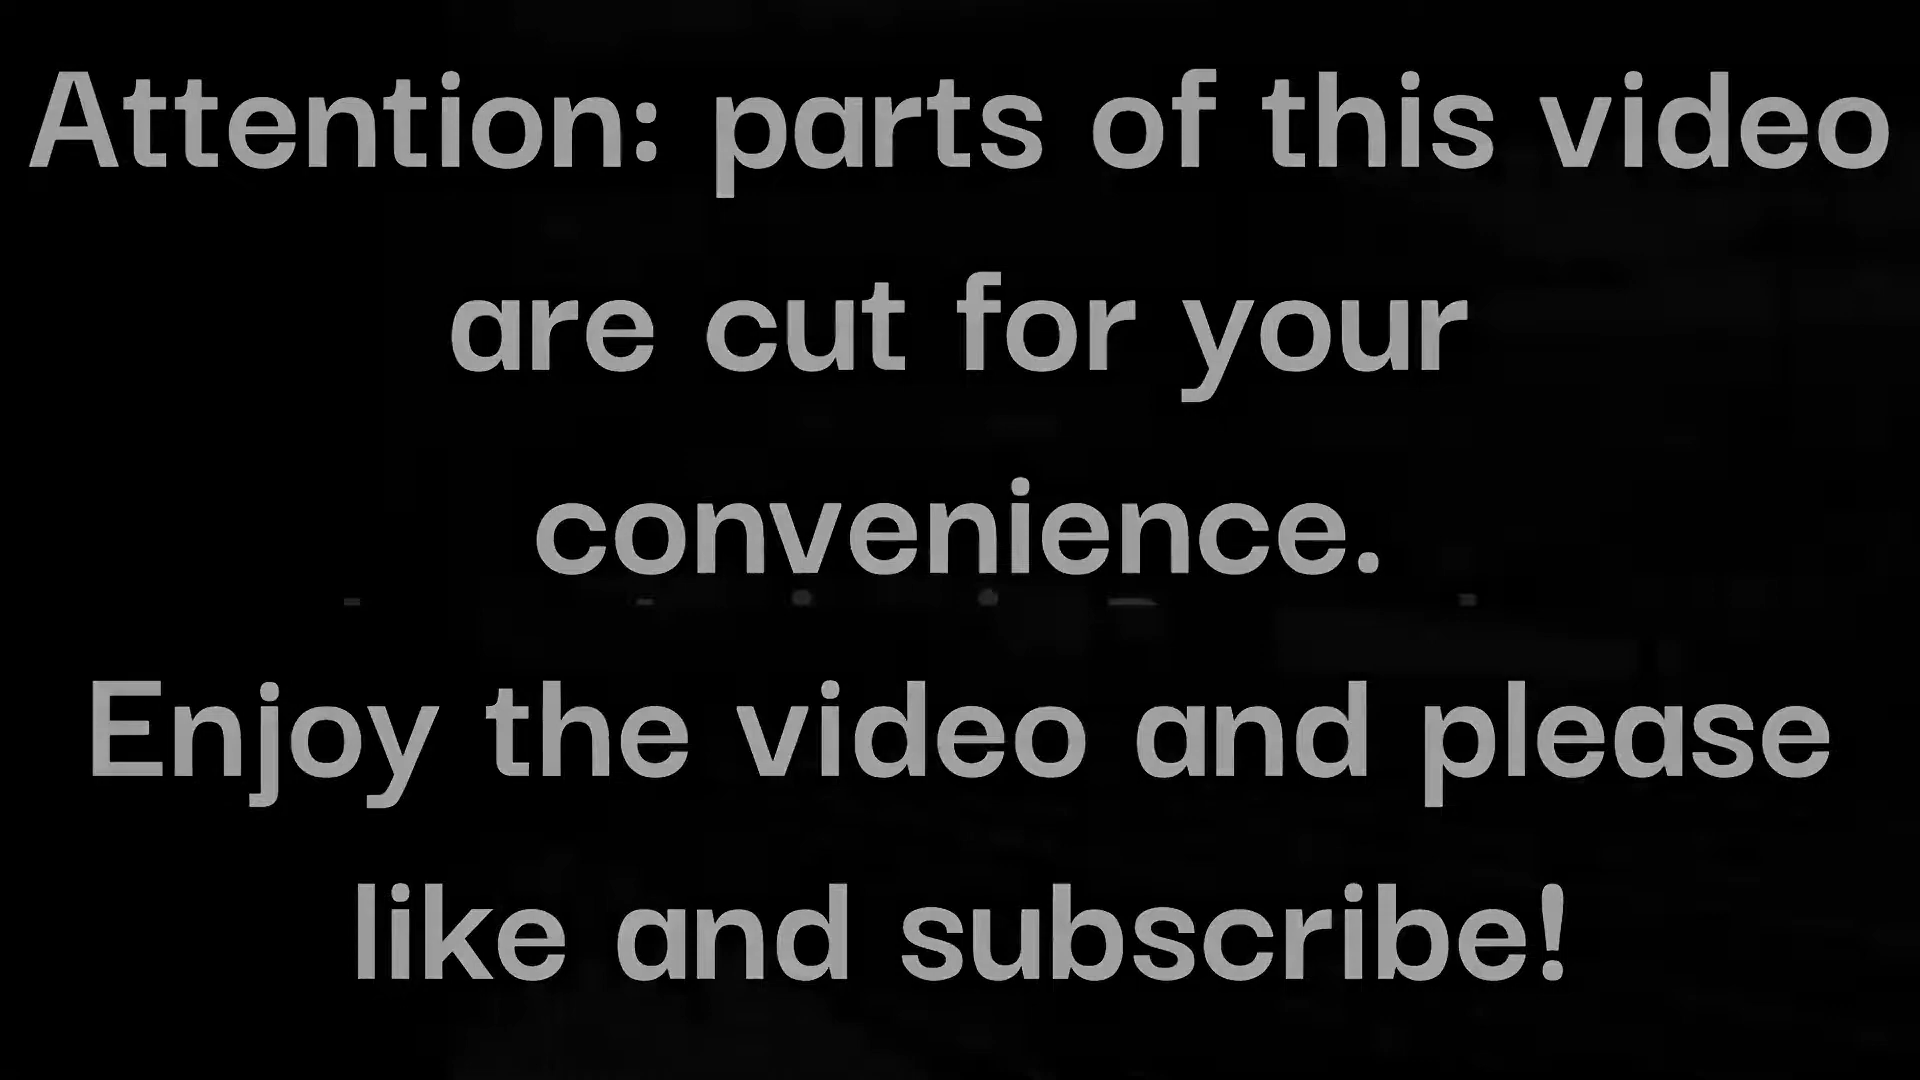 Attention: parts of this video
are cut for your
convenience.
Enjoy the video and please
like and subscribe!